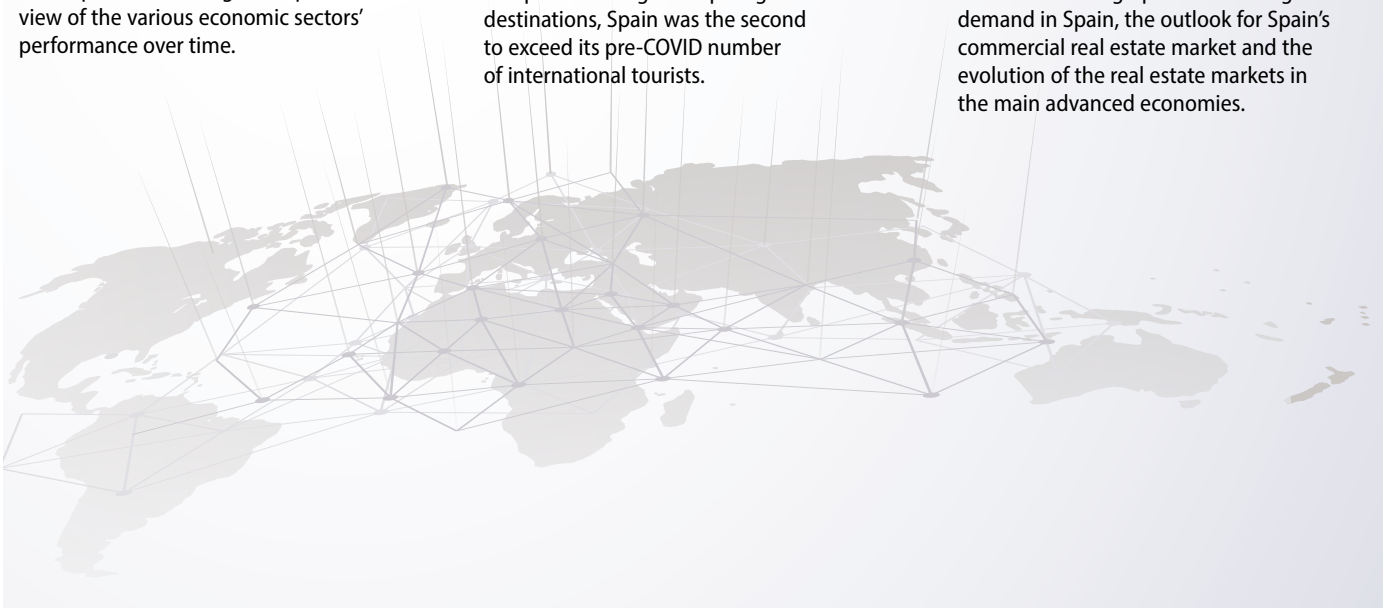 view of the various economic sectors'
performance over time.
destinations, Spain was the second
to exceed its pre-COVID number
of international tourists.
demand in Spain, the outlook for Spain's
commercial real estate market and the
evolution of the real estate markets in
the main advanced economies.